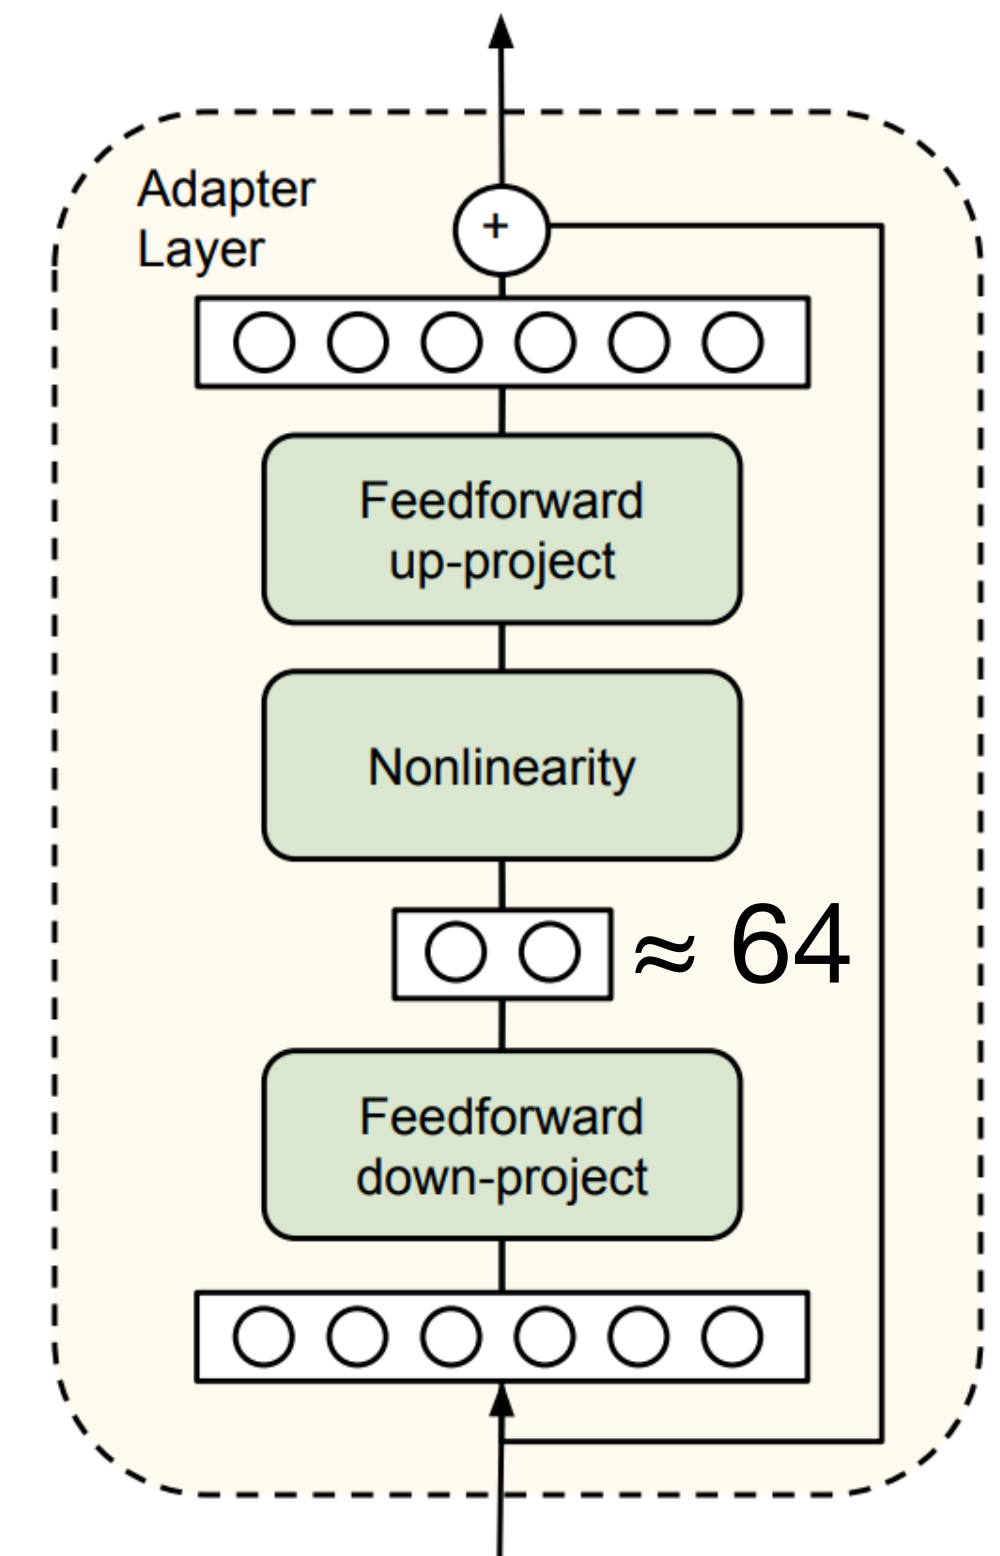 Adapter
Layer
+
Feedforward
up-project
Nonlinearity
≈ 64
Feedforward
down-project